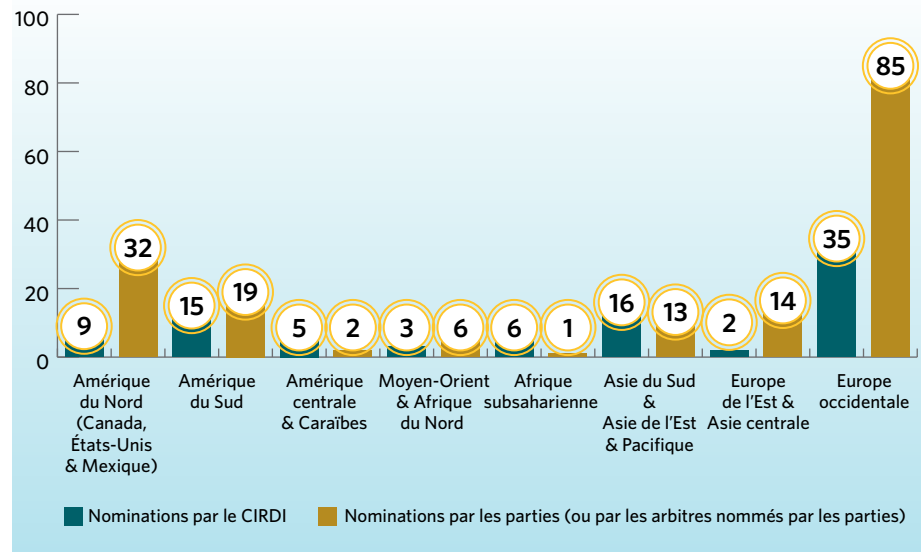 100
80
60
40
20
0
9
32
15
19
5
2
3
6
6
1
16
13
2
14
35
85
Amérique
du Nord
(Canada,
États-Unis
& Mexique)
Amérique
du Sud
Amérique
centrale
& Caraïbes
Moyen-Orient
& Afrique
du Nord
Afrique
subsaharienne
Asie du Sud
&
Asie de l'Est
& Pacifique
Europe
de l'Est &
Asie centrale
Europe
occidentale
Nominations par le CIRDI
Nominations par les parties (ou par les arbitres nommés par les parties)